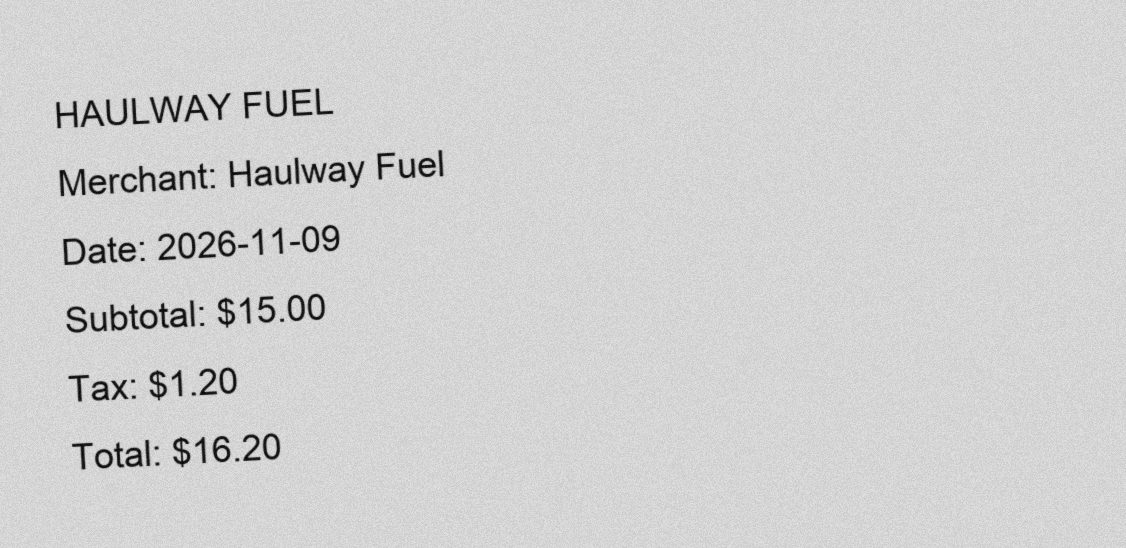 HAULWAY FUEL
Merchant: Haulway Fuel
Date: 2026-11-09
Subtotal: $15.00
Tax: $1.20
Total: $16.20